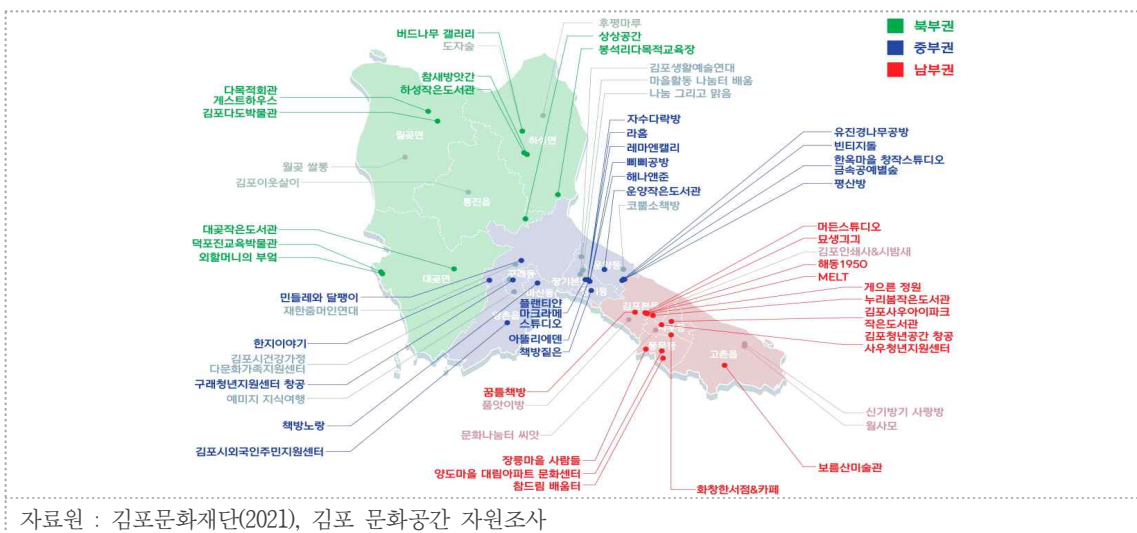 후평마루
버드나무 갤러리
도자숲
상상공간
봉석리다목적교육장
북부권
중부권
남부권
김포생활예술연대
마을활동 나눔터 배움
나눔 그리고 맑음
참새방앗간
하성작은도서관
다목적회관
게스트하우스
김포다도박물관
월곶면
하성면
월곶 쌀롱
김포이웃살이
통진읍
자수다락방
라홈
레마엔캘리
삐삐공방
해나앤준
운양작은도서관
코뿔소책방
유진경나무공방
빈티지돌
한옥마을 창작스튜디오
금속공예별숲
평산방
대곶작은도서관
덕포진교육박물관
외할머니의 부엌
대곶면
구래동
마산동
장기본동
운양동
양촌읍
머든스튜디오
묘생긔긔
김포인쇄사&시밤새
해동1950
MELT
게으른 정원
누리봄작은도서관
김포사우아이파크
작은도서관
김포청년공간 창공
사우청년지원센터
김포본동
사우동
풍무동
고촌읍
민들레와 달팽이
재한줌머인연대
플랜티얀
마크라메
스튜디오
아뜰리에덴
책방짙은
한지이야기
김포시건강가정
다문화가족지원센터
구래청년지원센터 창공
예미지 지식여행
책방노랑
김포시외국인주민지원센터
꿈틀책방
품앗이방
문화나눔터 씨앗
장릉마을 사람들
양도마을 대림아파트 문화센터
참드림 배움터
화창한서점&카페
신기방기 사랑방
월사모
보름산미술관
자료원 : 김포문화재단(2021), 김포 문화공간 자원조사